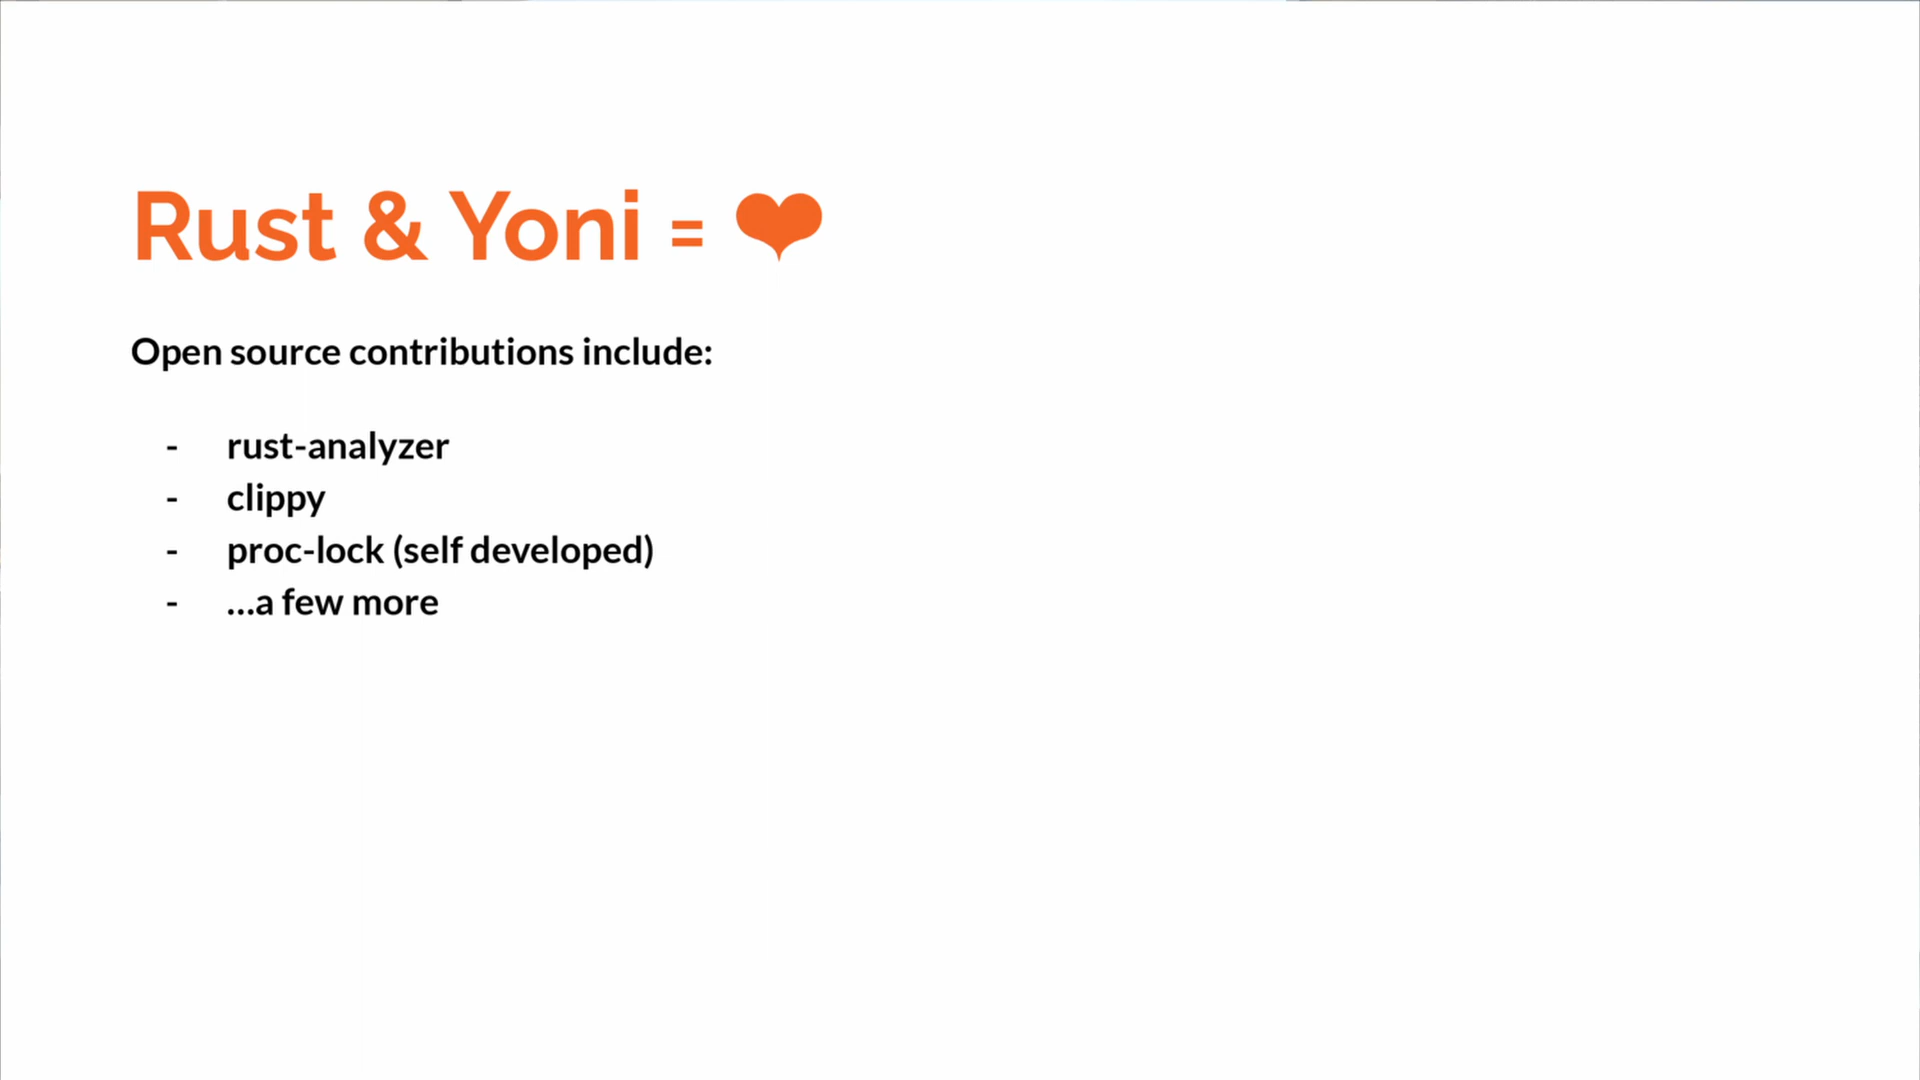 Rust & Yoni = ❤
Open source contributions include:
- rust-analyzer
- clippy
- proc-lock (self developed)
- ...a few more